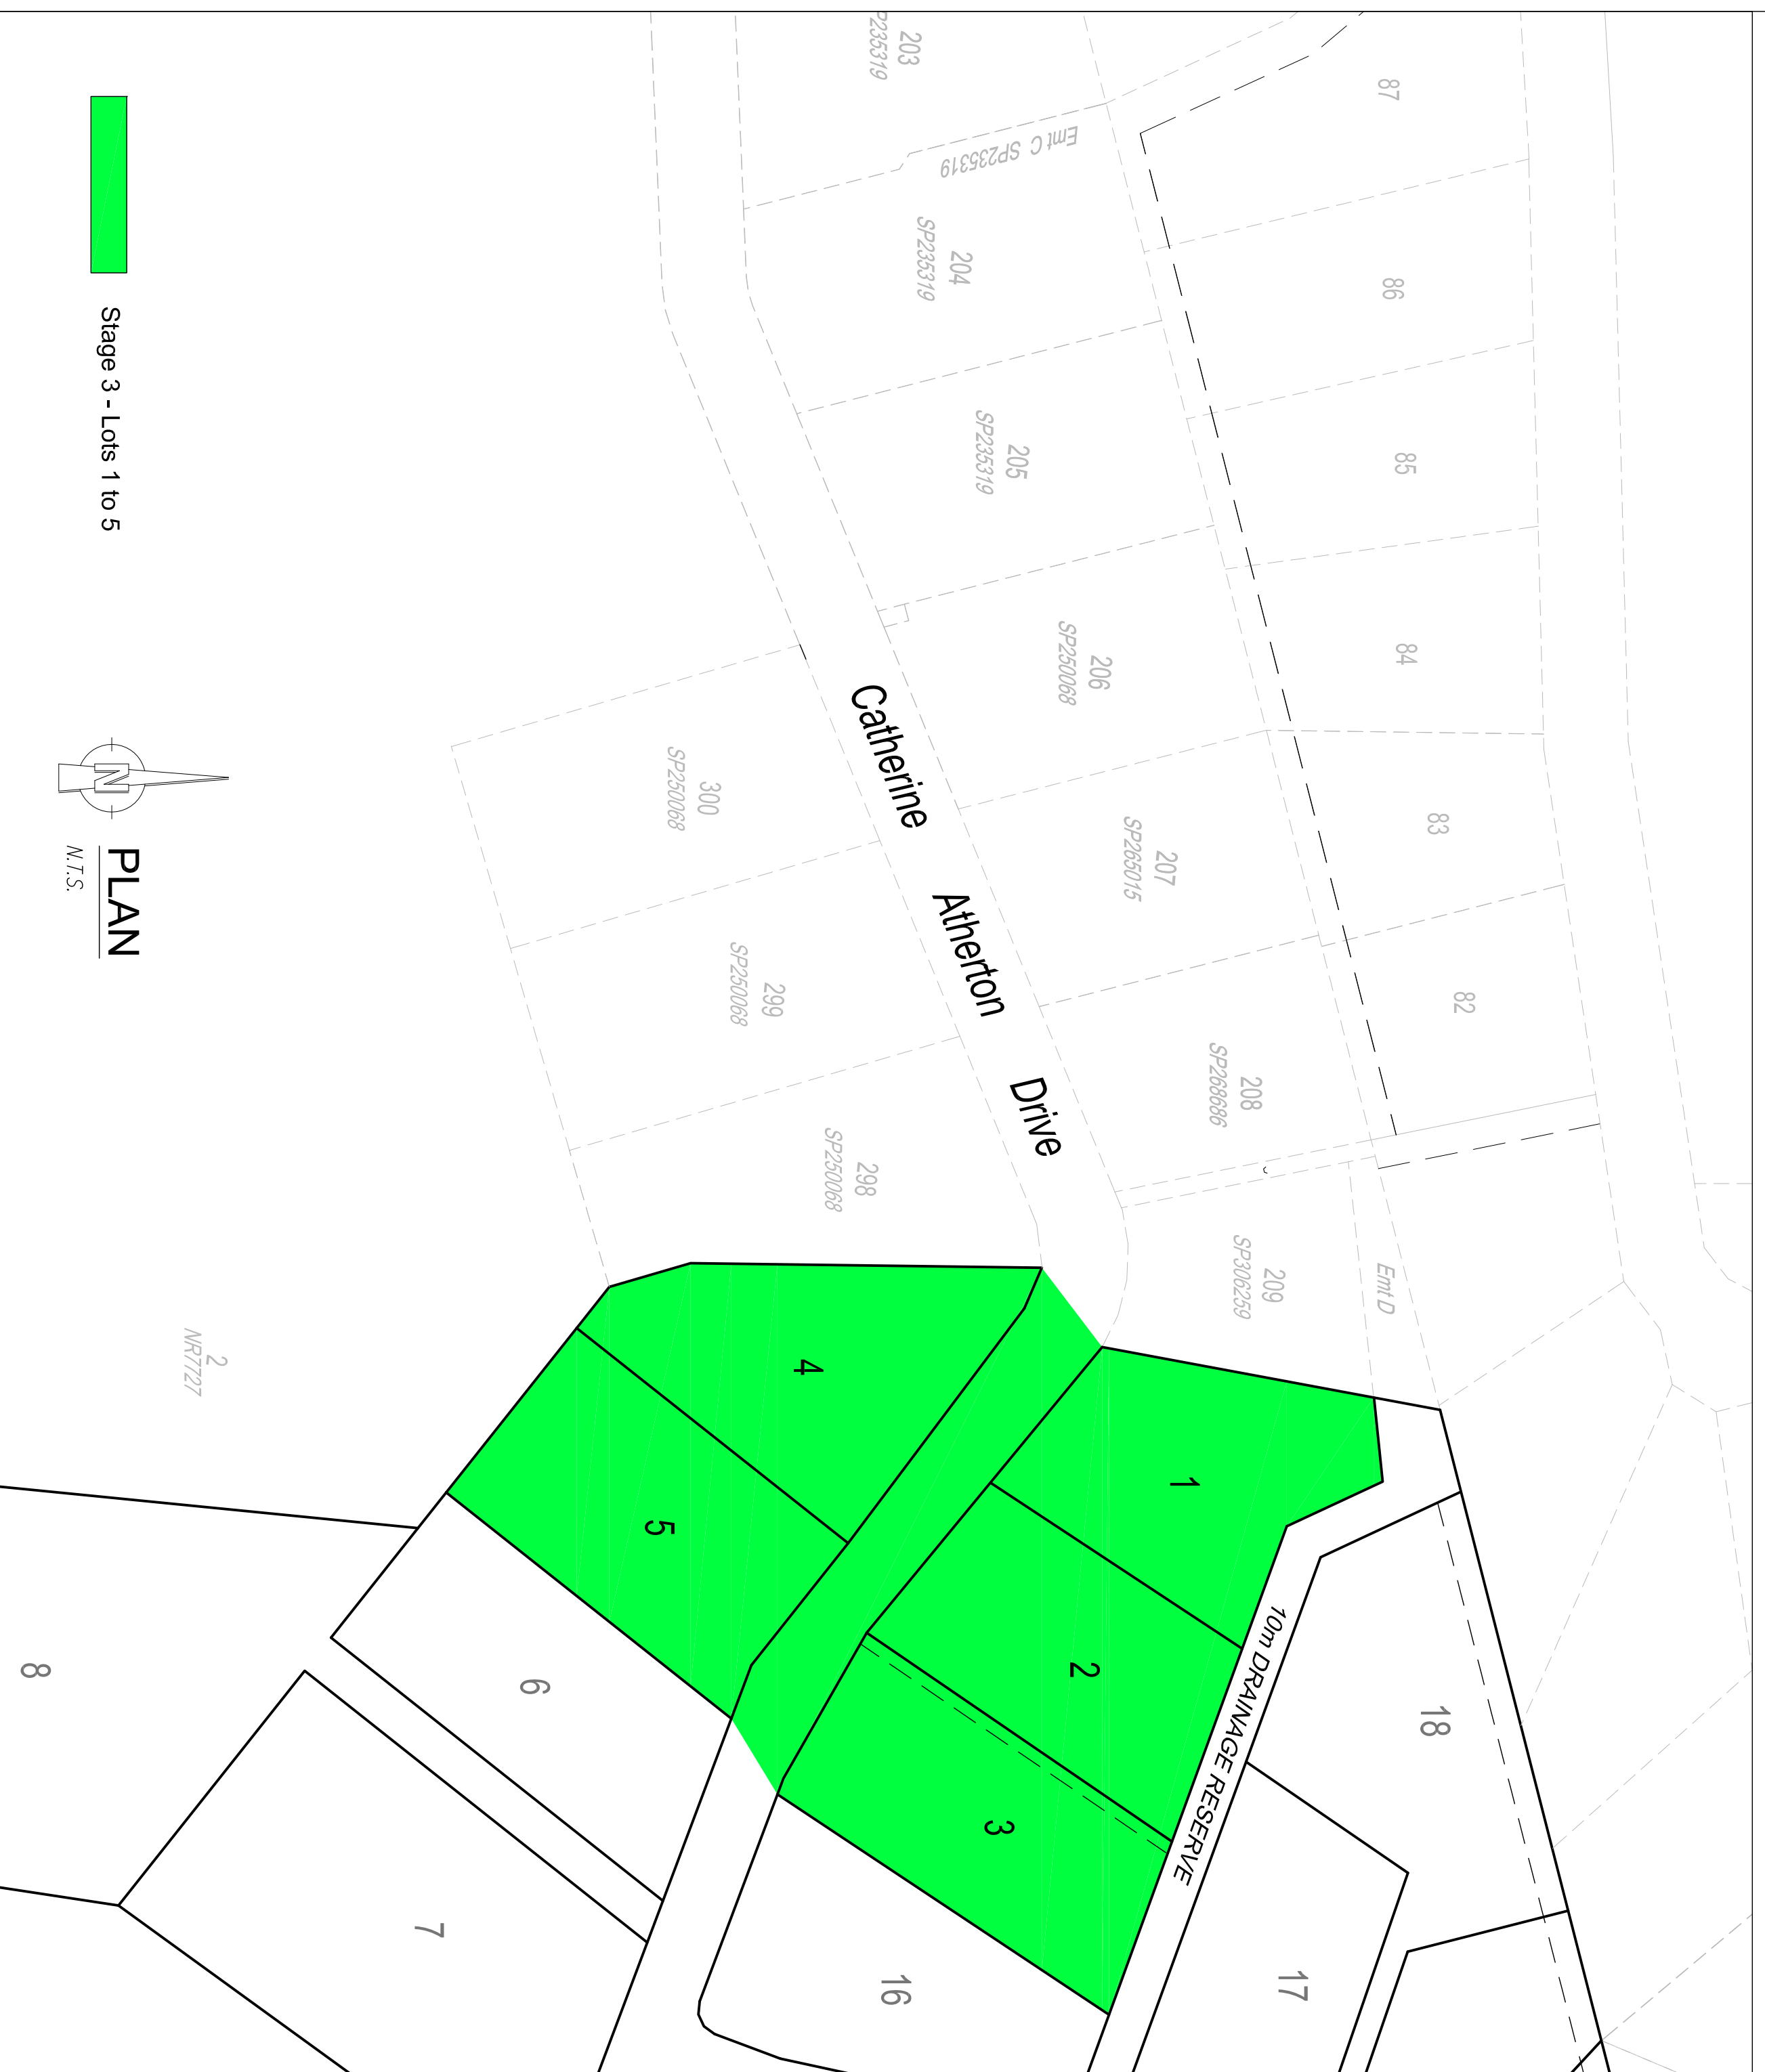 87
86
85
84
83
82
203
P235319
Emt C SP235319
204
SP235319
205
SP235319
206
SP250068
207
SP265015
208
SP268686
209
SP306259
Emt D
Catherine Atherton Drive
300
SP250068
299
SP250068
298
SP250068
2
NR7727
1
2
3
4
5
6
7
8
16
17
18
10m DRAINAGE RESERVE
Stage 3 - Lots 1 to 5
N
PLAN
N.T.S.